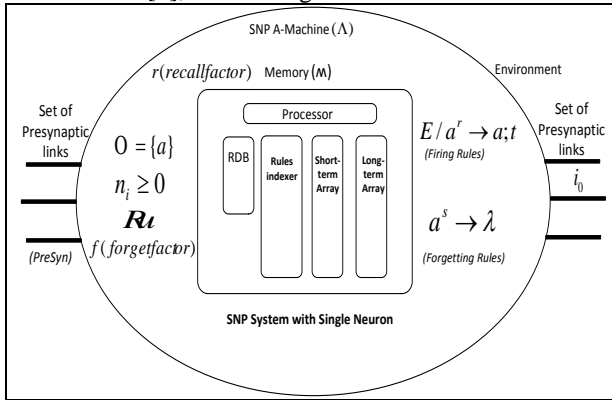 SNP A-Machine (Λ)
r(recallfactor) Memory (ʍ)
Environment
Set of
Presynaptic
links
(PreSyn)
O = {a}
n_i ≥ 0
Ru
f(forgetfactor)
Processor
RDB
Rules
indexer
Short-
term
Array
Long-
term
Array
E / a^r → a; t
(Firing Rules)
a^s → λ
(Forgetting Rules)
Set of
Presynaptic
links
i_0
SNP System with Single Neuron